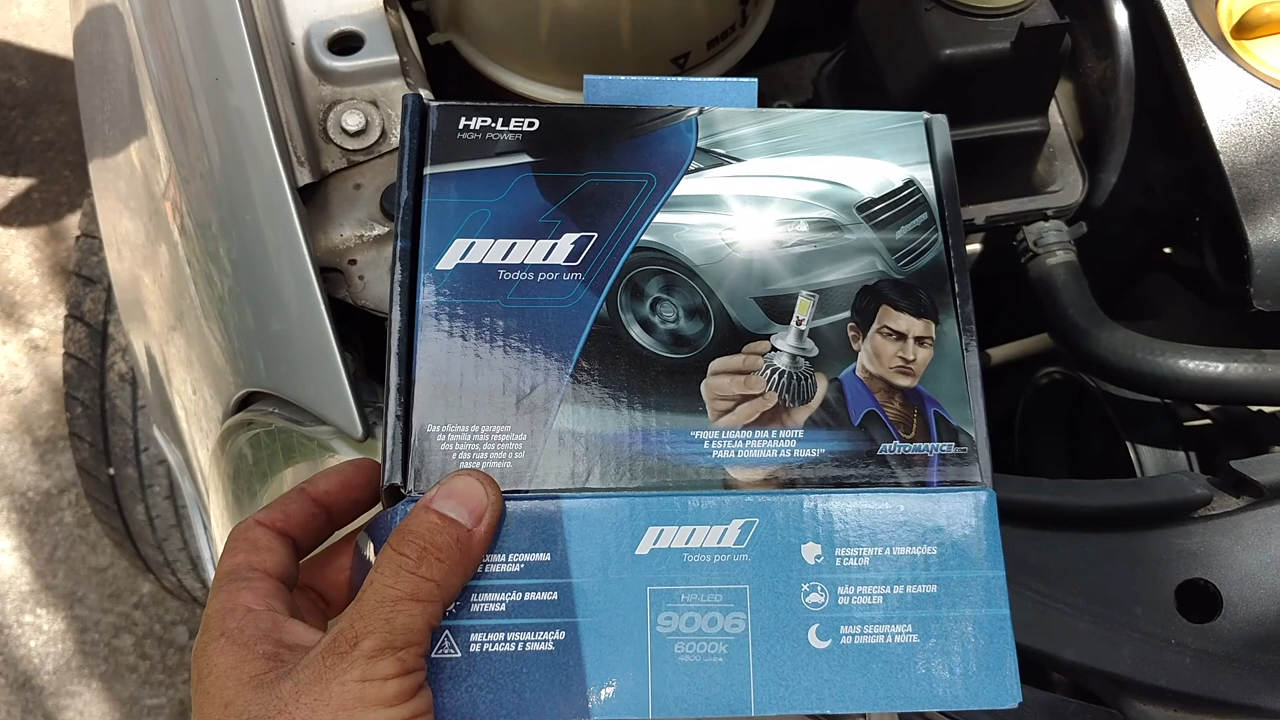 max
HP•LED
HIGH POWER
pod1
Todos por um.
Das oficinas de garagem
da família mais respeitada
dos bairros, dos centros
e das ruas onde o sol
nasce primeiro.
"FIQUE LIGADO DIA E NOITE
E ESTEJA PREPARADO
PARA DOMINAR AS RUAS!"
AUTOMANCE.COM
pod1
Todos por um.
ECONOMIA
E ENERGIA*
ILUMINAÇÃO BRANCA
INTENSA
MELHOR VISUALIZAÇÃO
DE PLACAS E SINAIS.
HP•LED
9006
6000k
RESISTENTE A VIBRAÇÕES
E CALOR
NÃO PRECISA DE REATOR
OU COOLER
MAIS SEGURANÇA
AO DIRIGIR À NOITE.